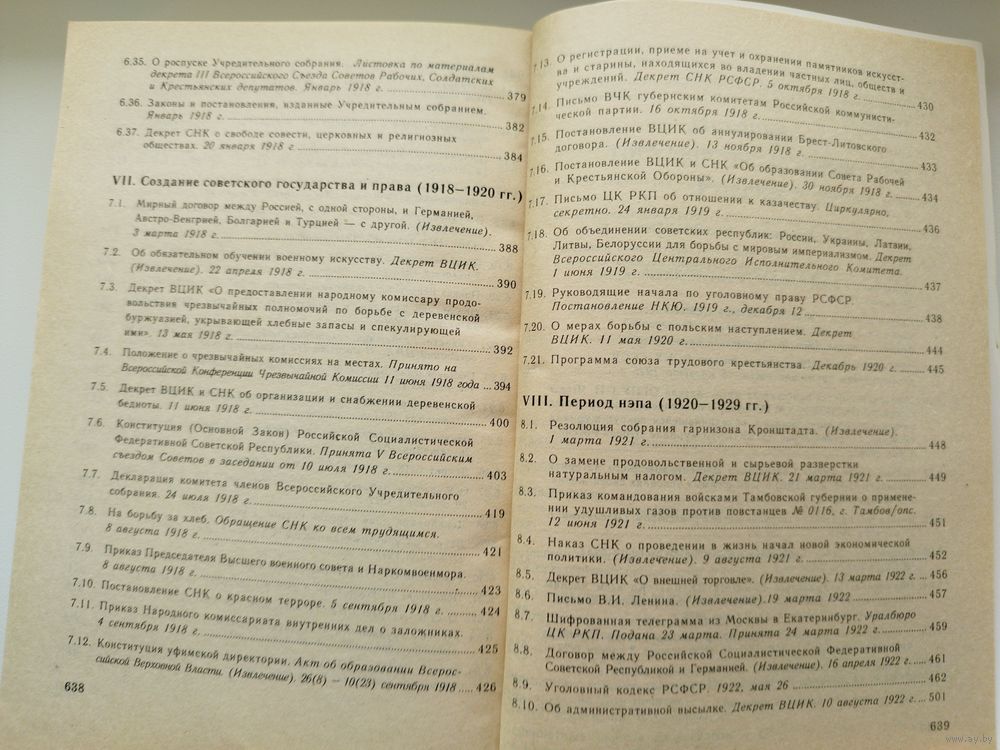 6.35. О роспуске Учредительного собрания. Листовка по материалам
декрета III Всероссийского Съезда Советов Рабочих, Солдатских
и Крестьянских депутатов. Январь 1918 г. 379
6.36. Законы и постановления, изданные Учредительным собранием.
Январь 1918 г. 382
6.37. Декрет СНК о свободе совести, церковных и религиозных
обществах. 20 января 1918 г. 384
VII. Создание советского государства и права (1918—1920 гг.)
7.1. Мирный договор между Россией, с одной стороны, и Германией,
Австро-Венгрией, Болгарией и Турцией — с другой. (Извлечение).
3 марта 1918 г. 388
7.2. Об обязательном обучении военному искусству. Декрет ВЦИК.
(Извлечение). 22 апреля 1918 г. 390
7.3. Декрет ВЦИК «О предоставлении народному комиссару продо-
вольствия чрезвычайных полномочий по борьбе с деревенской
буржуазией, укрывающей хлебные запасы и спекулирующей
ими». 13 мая 1918 г. 392
7.4. Положение о чрезвычайных комиссиях на местах. Принято на
Всероссийской Конференции Чрезвычайной Комиссии 11 июня 1918 года ...394
7.5. Декрет ВЦИК и СНК об организации и снабжении деревенской
бедноты. 11 июня 1918 г. 400
7.6. Конституция (Основной Закон) Российской Социалистической
Федеративной Советской Республики. Принята V Всероссийским
съездом Советов в заседании от 10 июля 1918 г. 403
7.7. Декларация комитета членов Всероссийского Учредительного
собрания. 24 июля 1918 г. 419
7.8. На борьбу за хлеб. Обращение СНК ко всем трудящимся.
8 августа 1918 г. 421
7.9. Приказ Председателя Высшего военного совета и Наркомвоенмора.
8 августа 1918 г. 423
7.10. Постановление СНК о красном терроре. 5 сентября 1918 г. 424
7.11. Приказ Народного комиссариата внутренних дел о заложниках.
4 сентября 1918 г. 425
7.12. Конституция уфимской директории. Акт об образовании Всерос-
сийской Верховной Власти. (Извлечение). 26(8) — 10(23) сентября 1918 ..... 426
638
7.13. О регистрации, приеме на учет и охранении памятников искусст-
ва и старины, находящихся во владении частных лиц, обществ и
учреждений. Декрет СНК РСФСР. 5 октября 1918 г. 430
7.14. Письмо ВЧК губернским комитетам Российской коммунисти-
ческой партии. 16 октября 1918 г. 432
7.15. Постановление ВЦИК об аннулировании Брест-Литовского
договора. (Извлечение). 13 ноября 1918 г. 433
7.16. Постановление ВЦИК и СНК «Об образовании Совета Рабочей
и Крестьянской Обороны». (Извлечение). 30 ноября 1918 г. 434
7.17. Письмо ЦК РКП об отношении к казачеству. Циркулярно,
секретно. 24 января 1919 г. 436
7.18. Об объединении советских республик: России, Украины, Латвии,
Литвы, Белоруссии для борьбы с мировым империализмом. Декрет
Всероссийского Центрального Исполнительного Комитета.
1 июня 1919 г. 437
7.19. Руководящие начала по уголовному праву РСФСР.
Постановление НКЮ. 1919 г., декабря 12 438
7.20. О мерах борьбы с польским наступлением. Декрет
ВЦИК. 11 мая 1920 г. 444
7.21. Программа союза трудового крестьянства. Декабрь 1920 г. 445
VIII. Период нэпа (1920—1929 гг.)
8.1. Резолюция собрания гарнизона Кронштадта. (Извлечение).
1 марта 1921 г. 448
8.2. О замене продовольственной и сырьевой разверстки
натуральным налогом. Декрет ВЦИК. 21 марта 1921 г. 449
8.3. Приказ командования войсками Тамбовской губернии о примене-
нии удушливых газов против повстанцев № 0116, г. Тамбов/опс.
12 июня 1921 г. 451
8.4. Наказ СНК о проведении в жизнь начал новой экономической
политики. (Извлечение). 9 августа 1921 г. 452
8.5. Декрет ВЦИК «О внешней торговле». (Извлечение). 13 марта 1922 г. .. 456
8.6. Письмо В.И. Ленина. (Извлечение).19 марта 1922 457
8.7. Шифрованная телеграмма из Москвы в Екатеринбург. Уралбюро
ЦК РКП. Подана 23 марта. Принята 24 марта 1922 г. 459
8.8. Договор между Российской Социалистической Федеративной
Советской Республикой и Германией. (Извлечение). 16 апреля 1922 г. .... 461
8.9. Уголовный кодекс РСФСР. 1922, мая 26 462
8.10. Об административной высылке. Декрет ВЦИК. 10 августа 1922 г. ... 501
639
www.ay.by